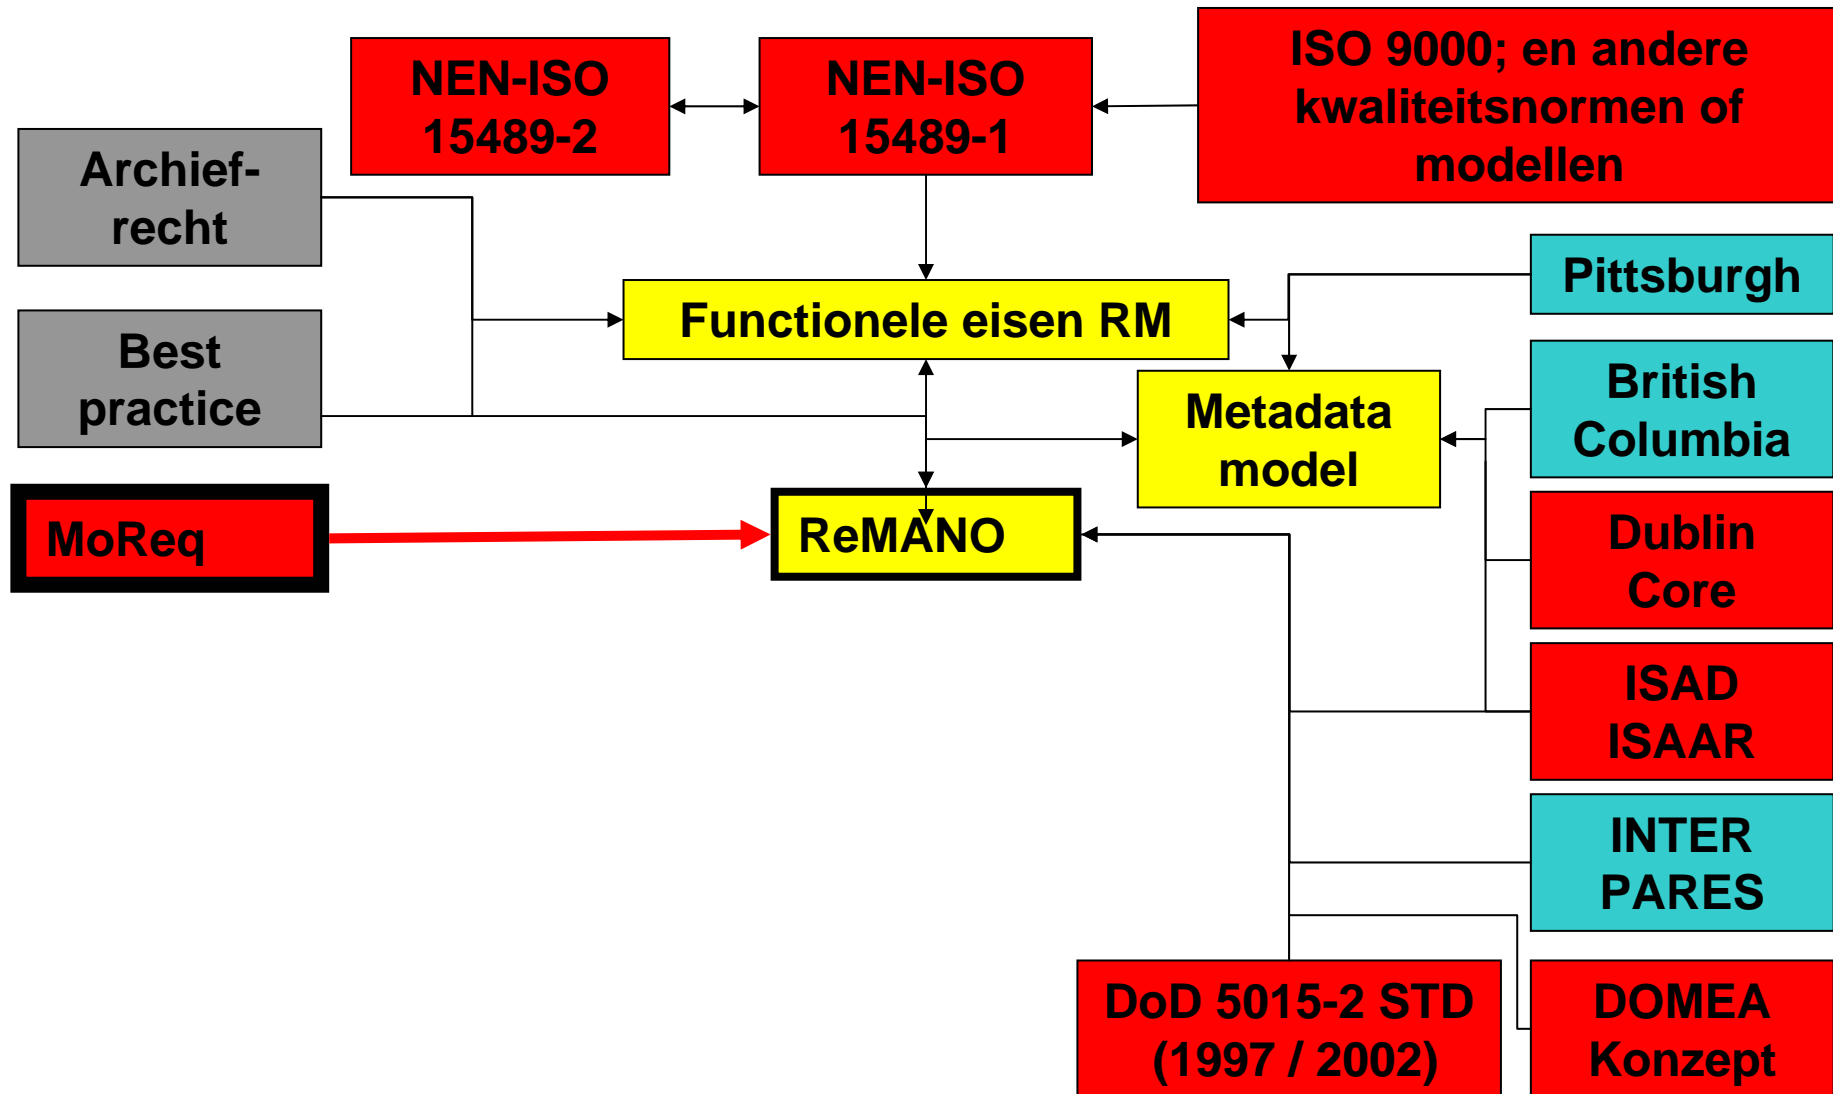 NEN-ISO
15489-2
NEN-ISO
15489-1
ISO 9000; en andere
kwaliteitsnormen of
modellen
Archief-
recht
Best
practice
Functionele eisen RM
Pittsburgh
Metadata
model
British
Columbia
MoReq
ReMANO
Dublin
Core
ISAD
ISAAR
INTER
PARES
DoD 5015-2 STD
(1997 / 2002)
DOMEA
Konzept